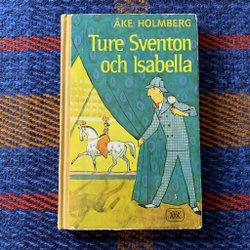 ÅKE HOLMBERG
Ture Sventon
och Isabella